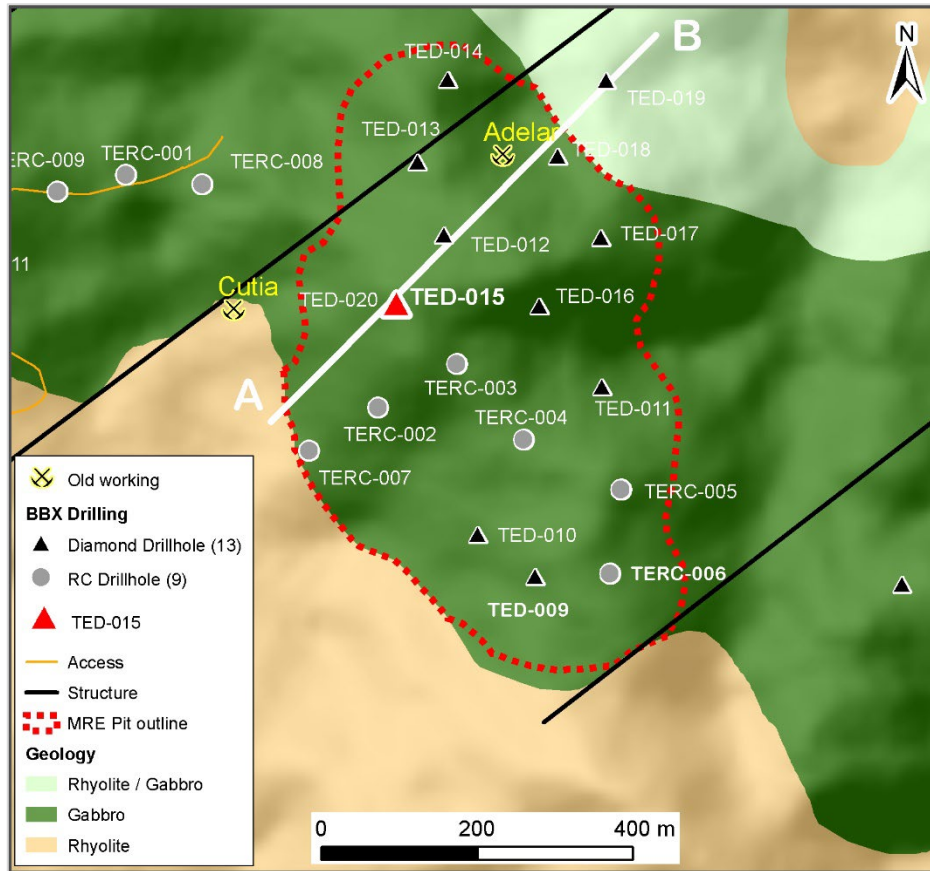 N
B
TED-014
TED-019
TED-013
Adelar
TED-018
ERC-009
TERC-001
TERC-008
TED-012
TED-017
11
Cutia
TED-020
TED-015
TED-016
A
TERC-003
TERC-002
TERC-004
TED-011
TERC-007
TERC-005
TED-010
TERC-006
TED-009
Old working
BBX Drilling
Diamond Drillhole (13)
RC Drillhole (9)
TED-015
Access
Structure
MRE Pit outline
Geology
Rhyolite / Gabbro
Gabbro
Rhyolite
0 200 400 m